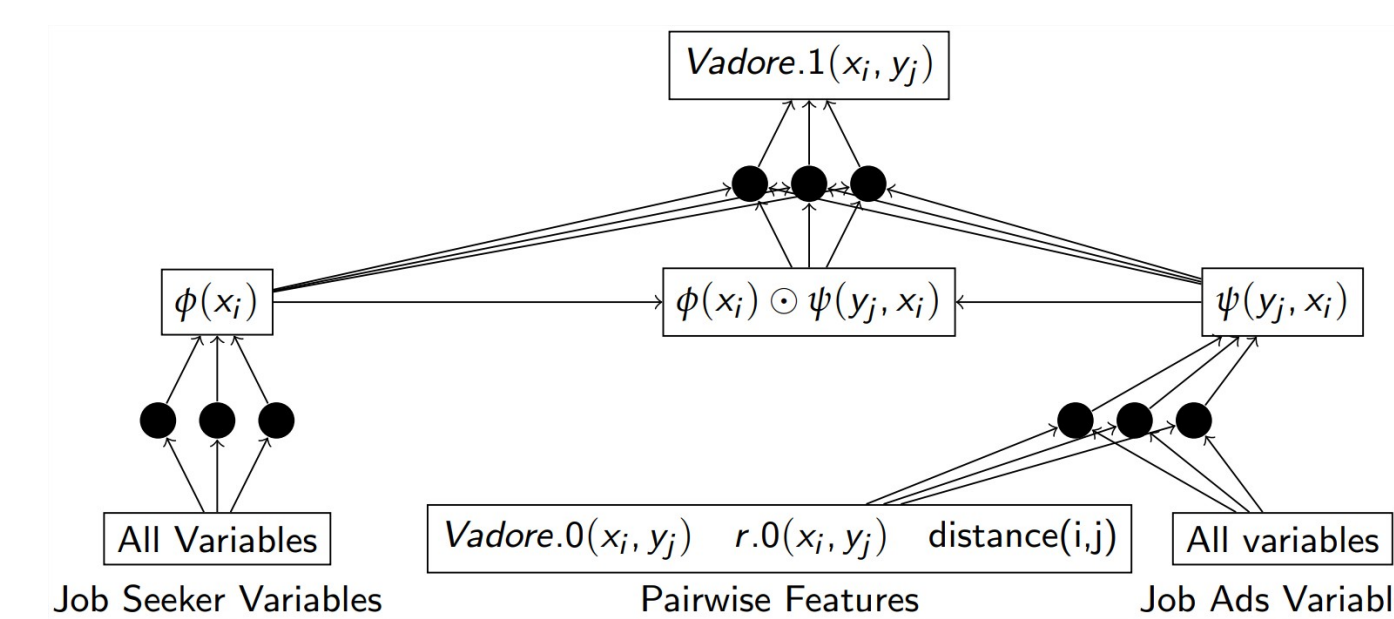 Vadore.1(xᵢ, yⱼ)
ϕ(xᵢ) ϕ(xᵢ) ⊙ ψ(yⱼ, xᵢ) ψ(yⱼ, xᵢ)
All Variables Vadore.0(xᵢ, yⱼ) r.0(xᵢ, yⱼ) distance(i,j) All variables
Job Seeker Variables Pairwise Features Job Ads Variabl